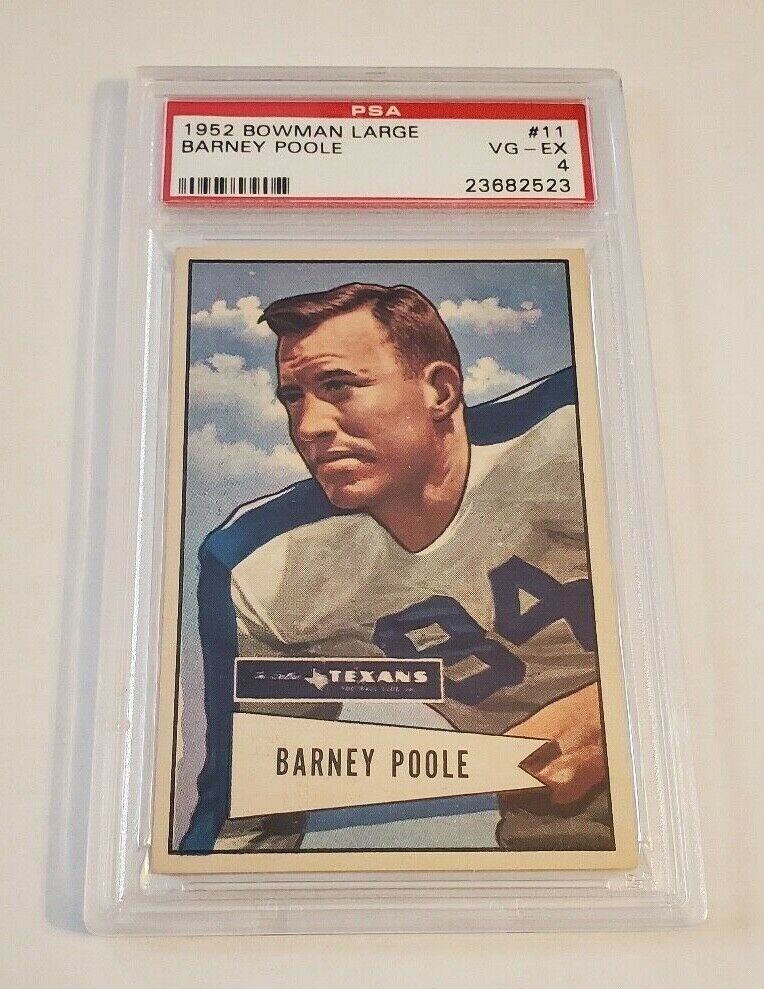 PSA
1952 BOWMAN LARGE #11
BARNEY POOLE VG-EX
4
23682523
84
TEXANS
BARNEY POOLE